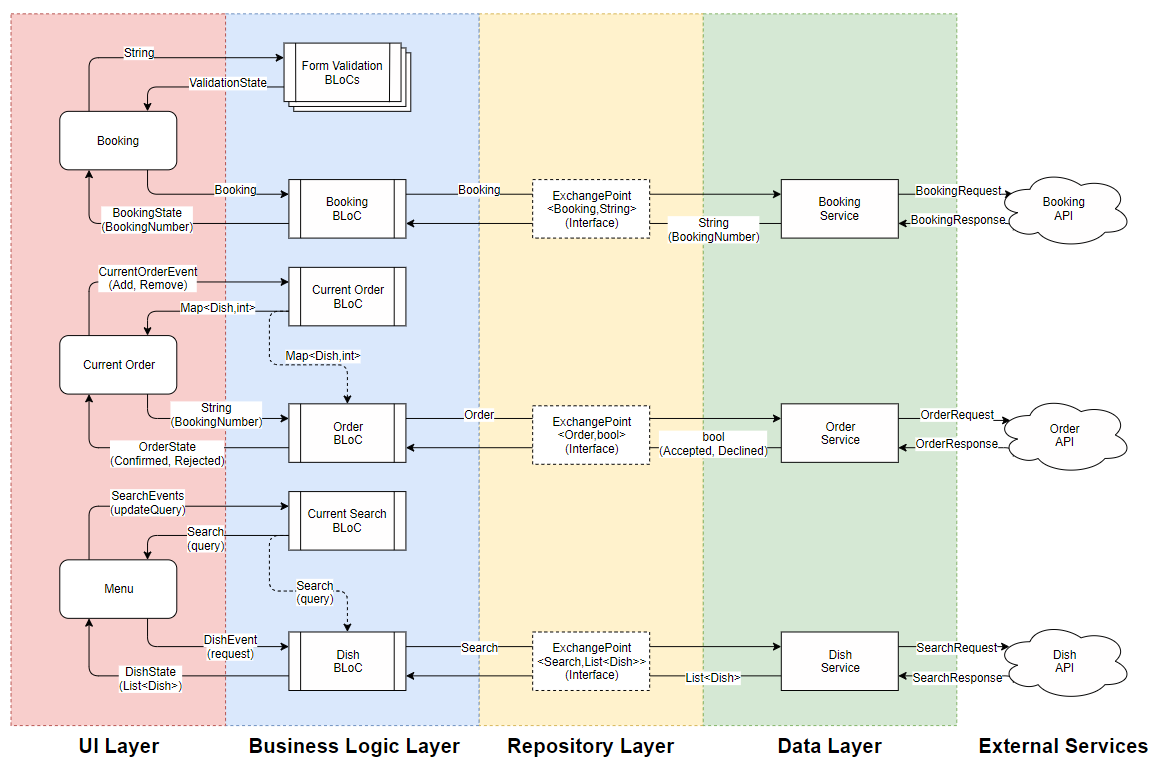 String
Form Validation
BLoCs
ValidationState
Booking
Booking
BookingState
(BookingNumber)
Booking
BLoC
Booking
ExchangePoint
<Booking,String>
(Interface)
String
(BookingNumber)
Booking
Service
BookingRequest
BookingResponse
Booking
API
CurrentOrderEvent
(Add, Remove)
Current Order
BLoC
Map<Dish,int>
Map<Dish,int>
Current Order
String
(BookingNumber)
OrderState
(Confirmed, Rejected)
Order
BLoC
Order
ExchangePoint
<Order,bool>
(Interface)
bool
(Accepted, Declined)
Order
Service
OrderRequest
OrderResponse
Order
API
SearchEvents
(updateQuery)
Current Search
BLoC
Search
(query)
Search
(query)
Menu
DishEvent
(request)
DishState
(List<Dish>)
Dish
BLoC
Search
ExchangePoint
<Search,List<Dish>>
(Interface)
List<Dish>
Dish
Service
SearchRequest
SearchResponse
Dish
API
UI Layer
Business Logic Layer
Repository Layer
Data Layer
External Services